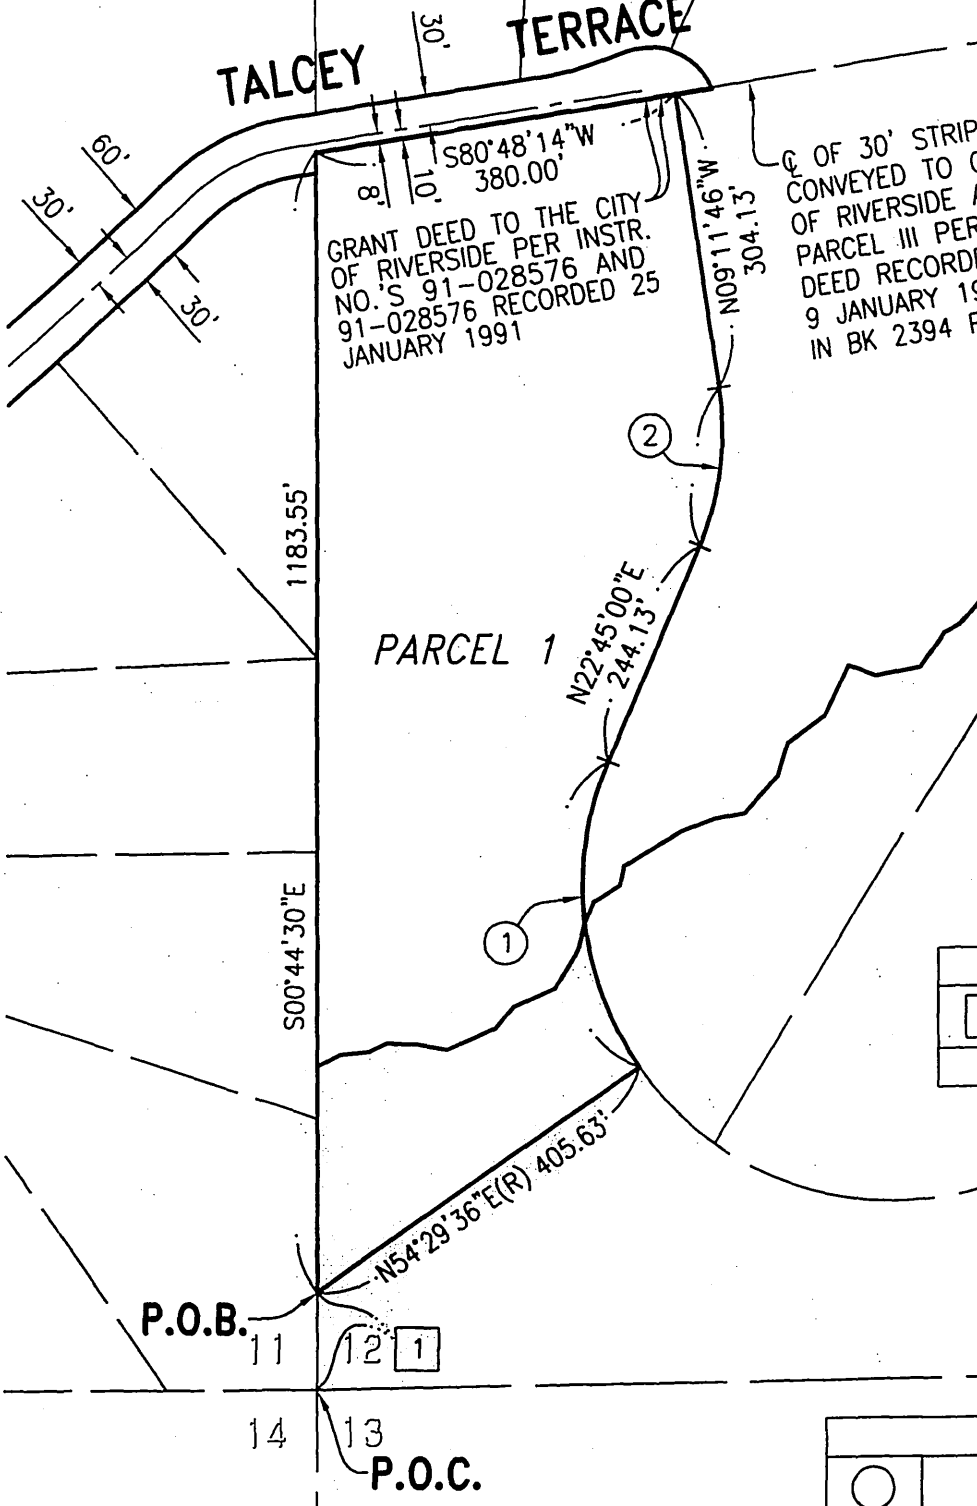 30'
TALCEY TERRACE
60'
30'
30'
8'
10'
S80°48'14"W
380.00'
GRANT DEED TO THE CITY
OF RIVERSIDE PER INSTR.
NO.'S 91-028576 AND
91-028576 RECORDED 25
JANUARY 1991
N09°11'46"W
304.13'
℄ OF 30' STRIP
CONVEYED TO
OF RIVERSIDE
PARCEL III PER
DEED
9 JANUARY
IN BK 2394
2
1183.55'
N22°45'00"E
244.13'
PARCEL 1
S00°44'30"E
1
N54°29'36"E(R) 405.63'
P.O.B.
11
12
1
14
13
P.O.C.